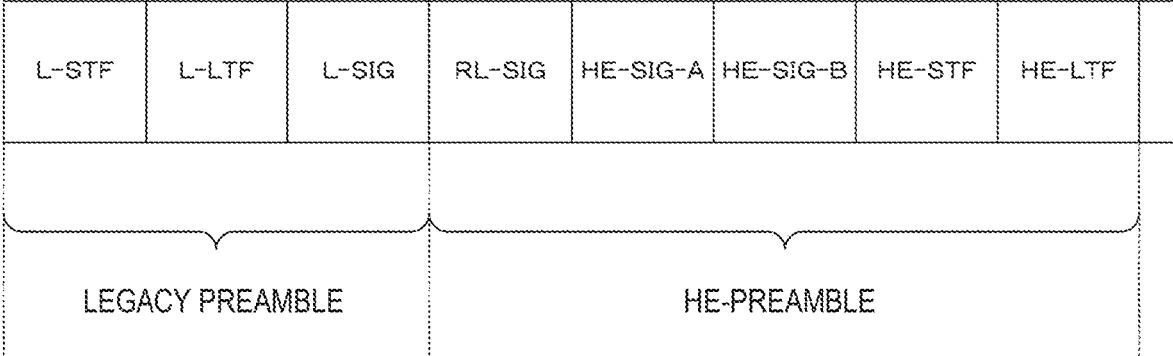 L-STF L-LTF L-SIG RL-SIG HE-SIG-A HE-SIG-B HE-STF HE-LTF
LEGACY PREAMBLE HE-PREAMBLE